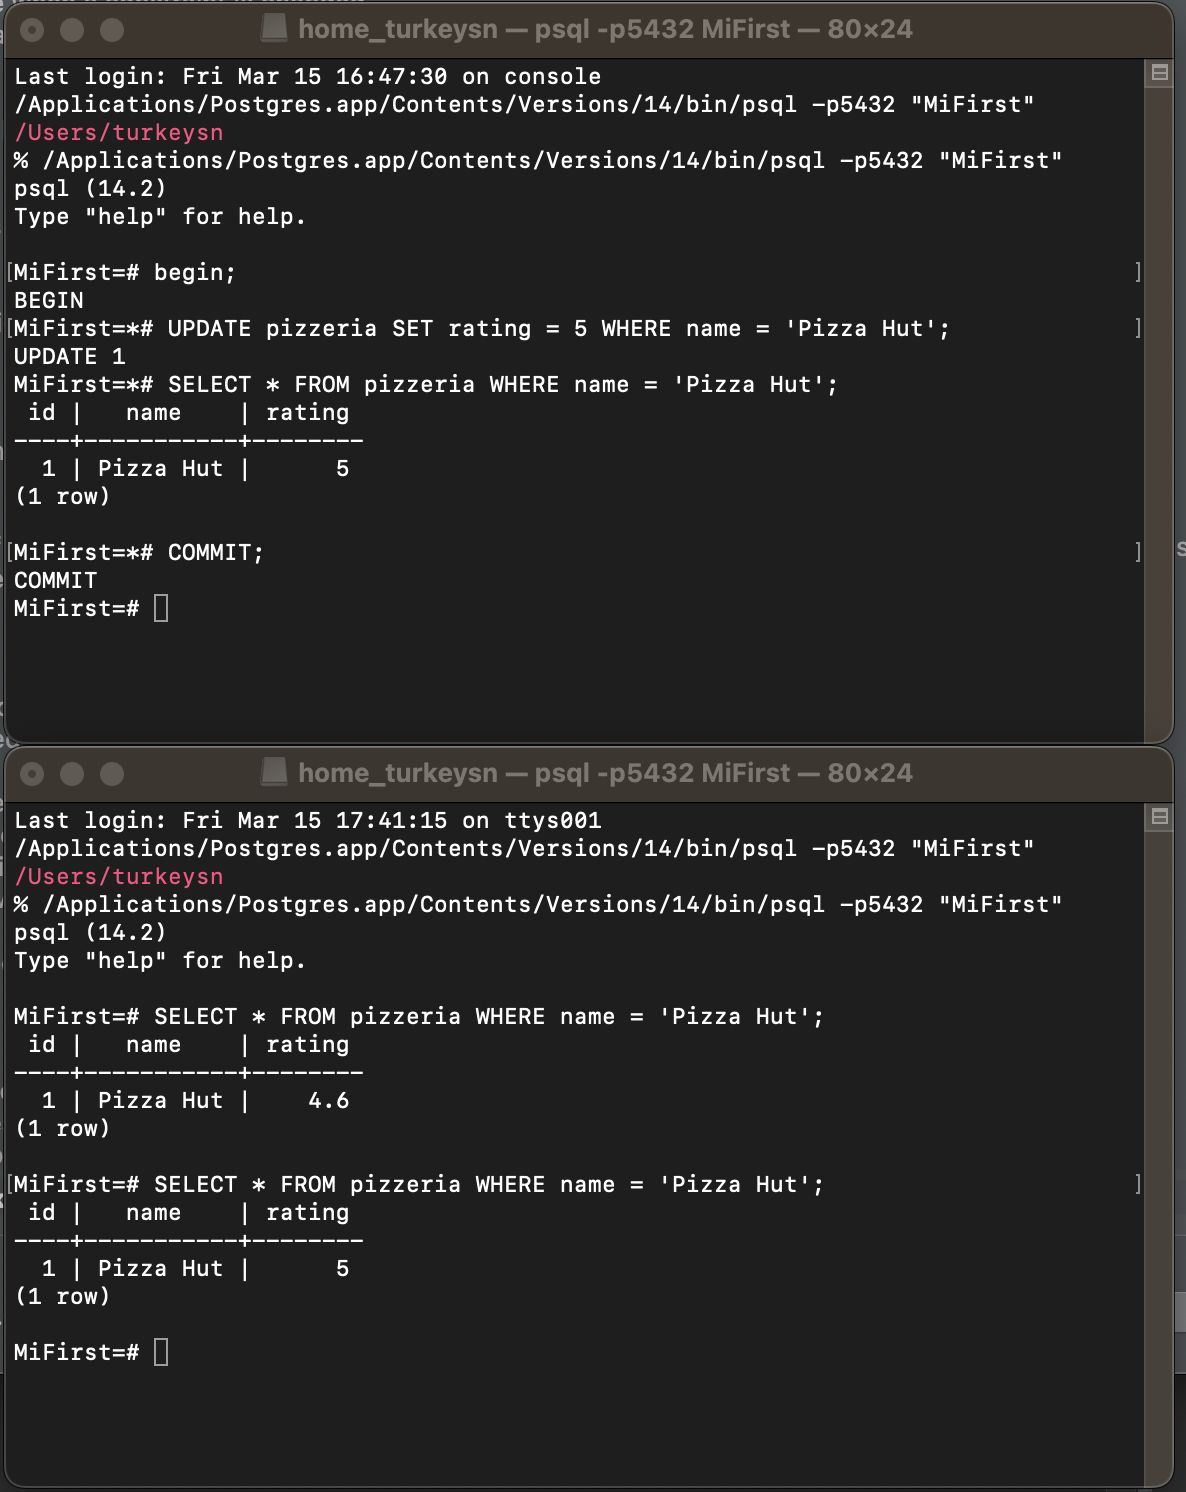 home_turkeysn — psql -p5432 MiFirst — 80×24
Last login: Fri Mar 15 16:47:30 on console
/Applications/Postgres.app/Contents/Versions/14/bin/psql -p5432 "MiFirst"
/Users/turkeysn
% /Applications/Postgres.app/Contents/Versions/14/bin/psql -p5432 "MiFirst"
psql (14.2)
Type "help" for help.

[MiFirst=# begin; ]
BEGIN
[MiFirst=*# UPDATE pizzeria SET rating = 5 WHERE name = 'Pizza Hut'; ]
UPDATE 1
MiFirst=*# SELECT * FROM pizzeria WHERE name = 'Pizza Hut';
 id |   name    | rating
----+-----------+--------
  1 | Pizza Hut |      5
(1 row)

[MiFirst=*# COMMIT; ]
COMMIT
MiFirst=#
home_turkeysn — psql -p5432 MiFirst — 80×24
Last login: Fri Mar 15 17:41:15 on ttys001
/Applications/Postgres.app/Contents/Versions/14/bin/psql -p5432 "MiFirst"
/Users/turkeysn
% /Applications/Postgres.app/Contents/Versions/14/bin/psql -p5432 "MiFirst"
psql (14.2)
Type "help" for help.

MiFirst=# SELECT * FROM pizzeria WHERE name = 'Pizza Hut';
 id |   name    | rating
----+-----------+--------
  1 | Pizza Hut |    4.6
(1 row)

[MiFirst=# SELECT * FROM pizzeria WHERE name = 'Pizza Hut'; ]
 id |   name    | rating
----+-----------+--------
  1 | Pizza Hut |      5
(1 row)

MiFirst=#